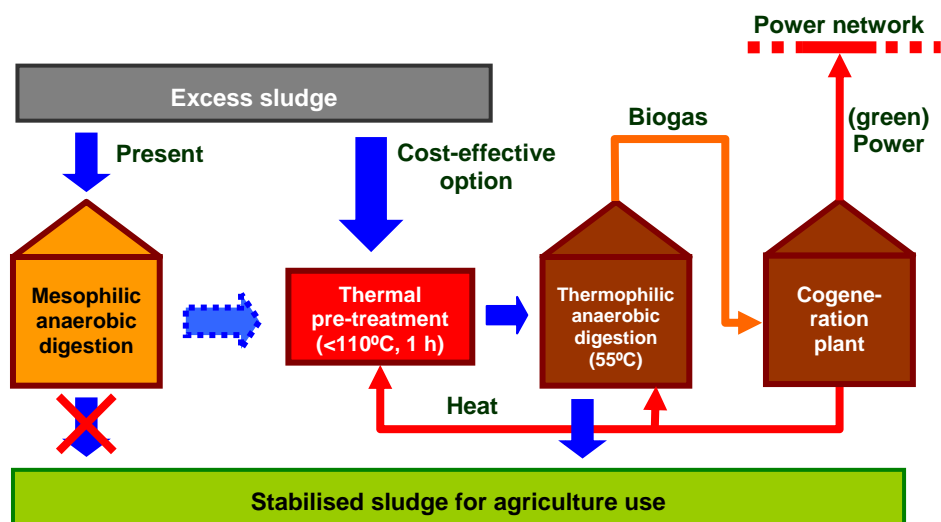 Power network
Excess sludge
Biogas
(green)
Power
Present
Cost-effective
option
Mesophilic
anaerobic
digestion
Thermal
pre-treatment
(<110ºC, 1 h)
Thermophilic
anaerobic
digestion
(55ºC)
Cogene-
ration
plant
Heat
Stabilised sludge for agriculture use